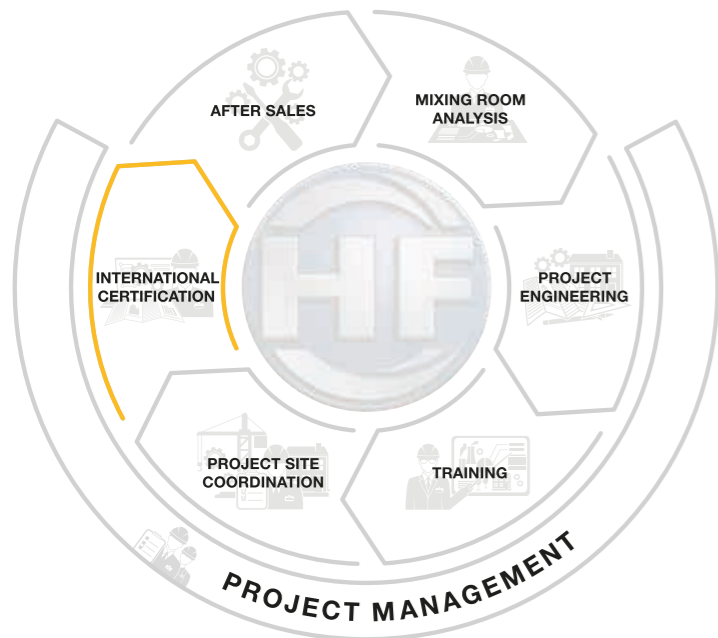 AFTER SALES
MIXING ROOM
ANALYSIS
INTERNATIONAL
CERTIFICATION
HF
PROJECT
ENGINEERING
PROJECT SITE
COORDINATION
TRAINING
PROJECT MANAGEMENT